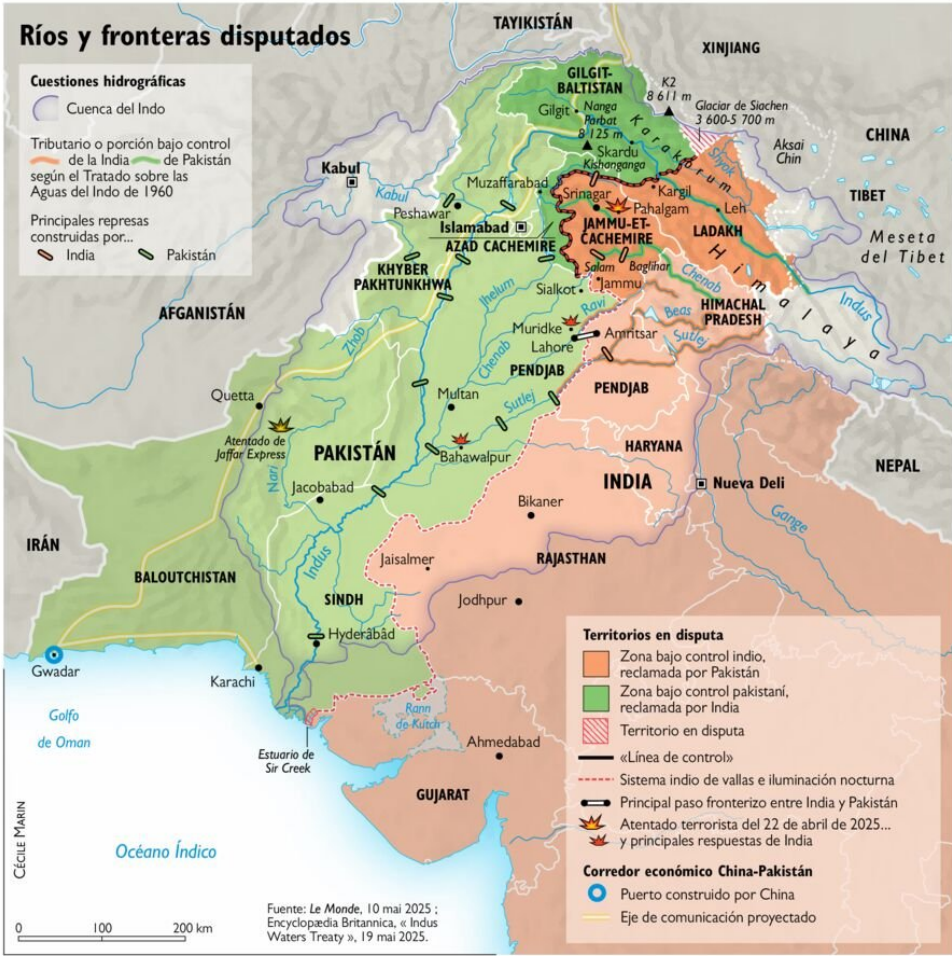 Ríos y fronteras disputados
Cuestiones hidrográficas
Cuenca del Indo
Tributario o porción bajo control
de la India
de Pakistán
según el Tratado sobre las
Aguas del Indo de 1960
Principales represas
construidas por...
India
Pakistán
TAYIKISTÁN
XINJIANG
GILGIT-
BALTISTAN
K2
8 611 m
Gilgit
Nanga
Parbat
8 125 m
Glaciar de Siachen
3 600-5 700 m
Karakórum
Skardu
Shyok
Aksai
Chin
CHINA
Kishanganga
Kabul
Kabul
Muzaffarabad
Srinagar
Kargil
TIBET
Peshawar
Pahalgam
Leh
Islamabad
JAMMU-ET-
CACHEMIRE
LADAKH
Meseta
del Tibet
AZAD CACHEMIRE
KHYBER
PAKHTUNKHWA
Salam
Baglihar
Himalaya
Jammu
Chenab
Jhelum
Sialkot
Indus
AFGANISTÁN
Ravi
Beas
HIMACHAL
PRADESH
Zhob
Muridke
Amritsar
Sutlej
Chenab
Lahore
PENDJAB
PENDJAB
Quetta
Multan
Sutlej
Atentado de
Jaffar Express
PAKISTÁN
Bahawalpur
HARYANA
NEPAL
Nari
INDIA
Nueva Deli
Jacobabad
Bikaner
Gange
IRÁN
Indus
Jaisalmer
RAJASTHAN
BALOUTCHISTAN
SINDH
Jodhpur
Hyderâbâd
Gwadar
Karachi
Golfo
de Oman
Rann
de Kutch
Estuario de
Sir Creek
Ahmedabad
GUJARAT
Océano Índico
CÉCILE MARIN
0 100 200 km
Fuente: Le Monde, 10 mai 2025 ;
Encyclopædia Britannica, « Indus
Waters Treaty », 19 mai 2025.
Territorios en disputa
Zona bajo control indio,
reclamada por Pakistán
Zona bajo control pakistaní,
reclamada por India
Territorio en disputa
«Línea de control»
Sistema indio de vallas e iluminación nocturna
Principal paso fronterizo entre India y Pakistán
Atentado terrorista del 22 de abril de 2025...
y principales respuestas de India
Corredor económico China-Pakistán
Puerto construido por China
Eje de comunicación proyectado